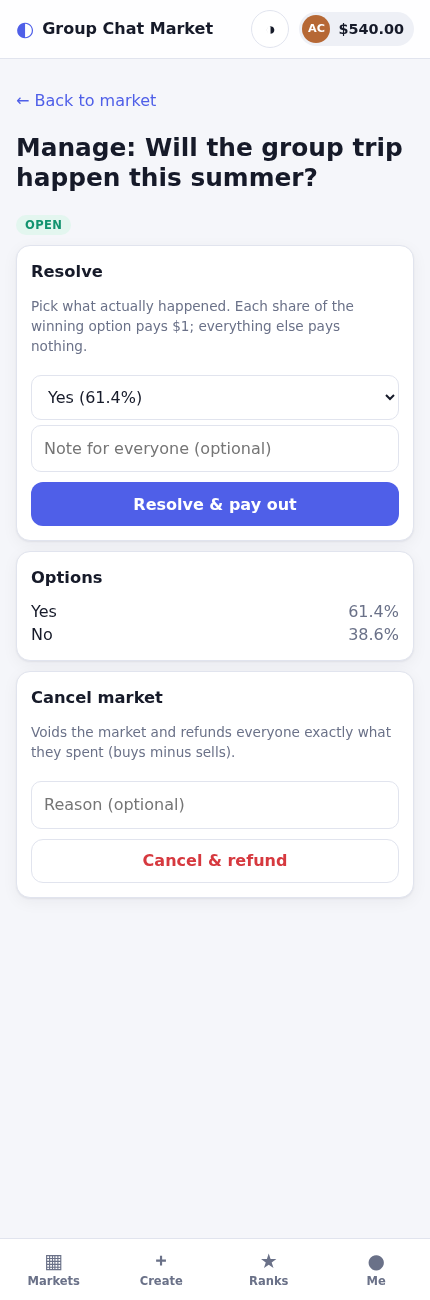 Group Chat Market
AC
$540.00
← Back to market
Manage: Will the group trip
happen this summer?
OPEN
Resolve
Pick what actually happened. Each share of the
winning option pays $1; everything else pays
nothing.
Yes (61.4%)
Note for everyone (optional)
Resolve & pay out
Options
Yes 61.4%
No 38.6%
Cancel market
Voids the market and refunds everyone exactly what
they spent (buys minus sells).
Reason (optional)
Cancel & refund
Markets Create Ranks Me